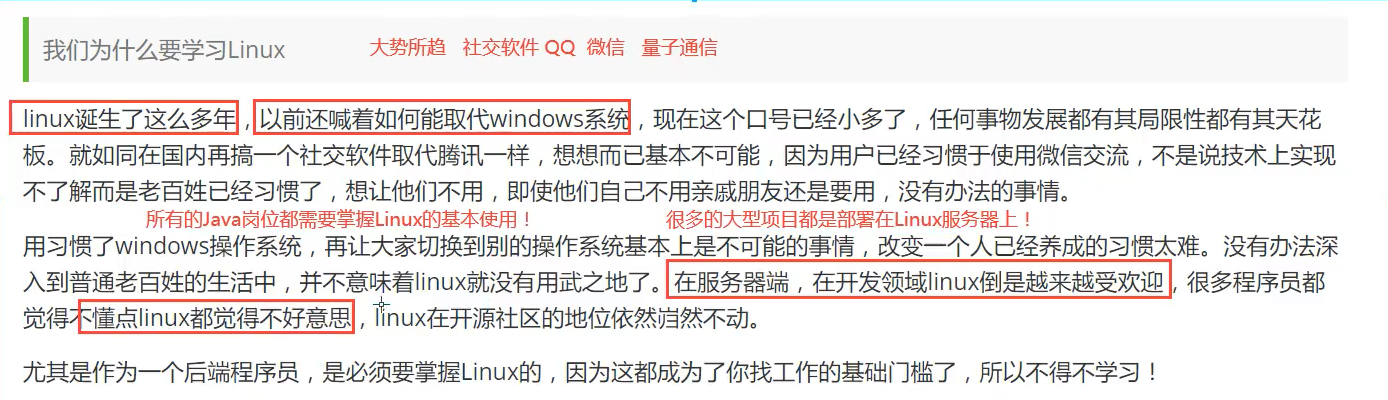 我们为什么要学习Linux 大势所趋 社交软件 QQ 微信 量子通信
linux诞生了这么多年，以前还喊着如何能取代windows系统，现在这个口号已经小多了，任何事物发展都有其局限性都有其天花
板。就如同在国内再搞一个社交软件取代腾讯一样，想想而已基本不可能，因为用户已经习惯于使用微信交流，不是说技术上实现
不了解而是老百姓已经习惯了，想让他们不用，即使他们自己不用亲戚朋友还是要用，没有办法的事情。
所有的Java岗位都需要掌握Linux的基本使用！ 很多的大型项目都是部署在Linux服务器上！
用习惯了windows操作系统，再让大家切换到别的操作系统基本上是不可能的事情，改变一个人已经养成的习惯太难。没有办法深
入到普通老百姓的生活中，并不意味着linux就没有用武之地了。在服务器端，在开发领域linux倒是越来越受欢迎，很多程序员都
觉得不懂点linux都觉得不好意思，linux在开源社区的地位依然岿然不动。
尤其是作为一个后端程序员，是必须要掌握Linux的，因为这都成为了你找工作的基础门槛了，所以不得不学习！